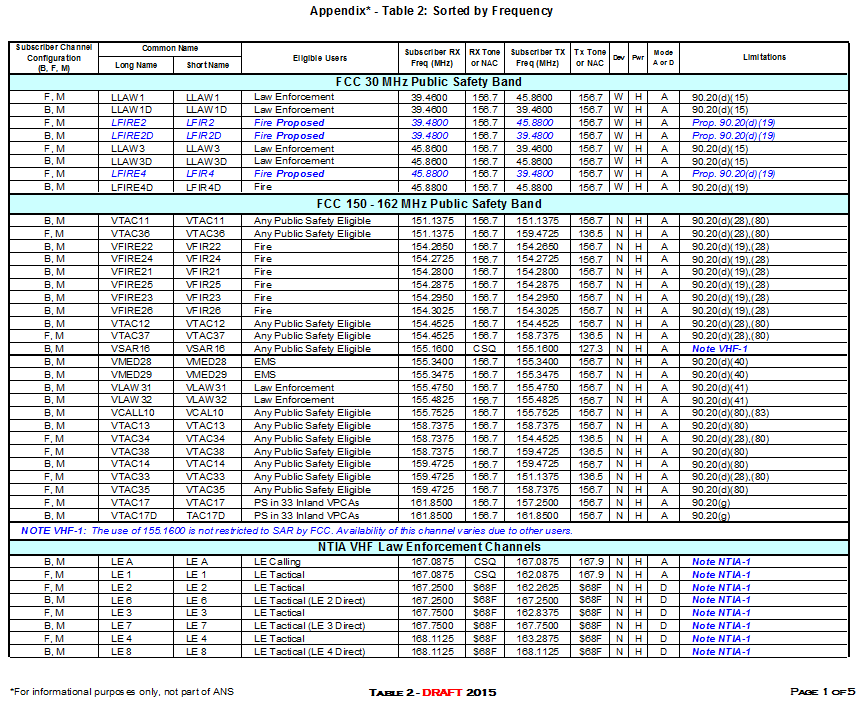 Appendix* - Table 2: Sorted by Frequency
Subscriber Channel Configuration (B, F, M) Common Name Eligible Users Subscriber RX Freq (MHz) RX Tone or NAC Subscriber TX Freq (MHz) Tx Tone or NAC Dev Pwr Mode A or D Limitations
Long Name Short Name
FCC 30 MHz Public Safety Band
F, M LLAW1 LLAW1 Law Enforcement 39.4600 156.7 45.8600 156.7 W H A 90.20(d)(15)
B, M LLAW1D LLAW1D Law Enforcement 39.4600 156.7 39.4600 156.7 W H A 90.20(d)(15)
F, M LFIRE2 LFIR2 Fire Proposed 39.4800 156.7 45.8800 156.7 W H A Prop. 90.20(d)(19)
B, M LFIRE2D LFIR2D Fire Proposed 39.4800 156.7 39.4800 156.7 W H A Prop. 90.20(d)(19)
F, M LLAW3 LLAW3 Law Enforcement 45.8600 156.7 39.4600 156.7 W H A 90.20(d)(15)
B, M LLAW3D LLAW3D Law Enforcement 45.8600 156.7 45.8600 156.7 W H A 90.20(d)(15)
F, M LFIRE4 LFIR4 Fire Proposed 45.8800 156.7 39.4800 156.7 W H A Prop. 90.20(d)(19)
B, M LFIRE4D LFIR4D Fire 45.8800 156.7 45.8800 156.7 W H A 90.20(d)(19)
FCC 150 - 162 MHz Public Safety Band
B, M VTAC11 VTAC11 Any Public Safety Eligible 151.1375 156.7 151.1375 156.7 N H A 90.20(d)(28),(80)
F, M VTAC36 VTAC36 Any Public Safety Eligible 151.1375 156.7 159.4725 136.5 N H A 90.20(d)(28),(80)
B, M VFIRE22 VFIR22 Fire 154.2650 156.7 154.2650 156.7 N H A 90.20(d)(19),(28)
B, M VFIRE24 VFIR24 Fire 154.2725 156.7 154.2725 156.7 N H A 90.20(d)(19),(28)
B, M VFIRE21 VFIR21 Fire 154.2800 156.7 154.2800 156.7 N H A 90.20(d)(19),(28)
B, M VFIRE25 VFIR25 Fire 154.2875 156.7 154.2875 156.7 N H A 90.20(d)(19),(28)
B, M VFIRE23 VFIR23 Fire 154.2950 156.7 154.2950 156.7 N H A 90.20(d)(19),(28)
B, M VFIRE26 VFIR26 Fire 154.3025 156.7 154.3025 156.7 N H A 90.20(d)(19),(28)
B, M VTAC12 VTAC12 Any Public Safety Eligible 154.4525 156.7 154.4525 156.7 N H A 90.20(d)(28),(80)
F, M VTAC37 VTAC37 Any Public Safety Eligible 154.4525 156.7 158.7375 136.5 N H A 90.20(d)(28),(80)
B, M VSAR16 VSAR16 Any Public Safety Eligible 155.1600 CSQ 155.1600 127.3 N H A Note VHF-1
B, M VMED28 VMED28 EMS 155.3400 156.7 155.3400 156.7 N H A 90.20(d)(40)
B, M VMED29 VMED29 EMS 155.3475 156.7 155.3475 156.7 N H A 90.20(d)(40)
B, M VLAW31 VLAW31 Law Enforcement 155.4750 156.7 155.4750 156.7 N H A 90.20(d)(41)
B, M VLAW32 VLAW32 Law Enforcement 155.4825 156.7 155.4825 156.7 N H A 90.20(d)(41)
B, M VCALL10 VCAL10 Any Public Safety Eligible 155.7525 156.7 155.7525 156.7 N H A 90.20(d)(80),(83)
B, M VTAC13 VTAC13 Any Public Safety Eligible 158.7375 156.7 158.7375 156.7 N H A 90.20(d)(80)
F, M VTAC34 VTAC34 Any Public Safety Eligible 158.7375 156.7 154.4525 136.5 N H A 90.20(d)(28),(80)
F, M VTAC38 VTAC38 Any Public Safety Eligible 158.7375 156.7 159.4725 136.5 N H A 90.20(d)(80)
B, M VTAC14 VTAC14 Any Public Safety Eligible 159.4725 156.7 159.4725 156.7 N H A 90.20(d)(80)
F, M VTAC33 VTAC33 Any Public Safety Eligible 159.4725 156.7 151.1375 136.5 N H A 90.20(d)(28),(80)
F, M VTAC35 VTAC35 Any Public Safety Eligible 159.4725 156.7 158.7375 136.5 N H A 90.20(d)(80)
F, M VTAC17 VTAC17 PS in 33 Inland VPCAs 161.8500 156.7 157.2500 156.7 N H A 90.20(g)
B, M VTAC17D TAC17D PS in 33 Inland VPCAs 161.8500 156.7 161.8500 156.7 N H A 90.20(g)
NOTE VHF-1: The use of 155.1600 is not restricted to SAR by FCC. Availability of this channel varies due to other users.
NTIA VHF Law Enforcement Channels
B, M LE A LE A LE Calling 167.0875 CSQ 167.0875 167.9 N H A Note NTIA-1
F, M LE 1 LE 1 LE Tactical 167.0875 CSQ 162.0875 167.9 N H A Note NTIA-1
F, M LE 2 LE 2 LE Tactical 167.2500 $68F 162.2625 $68F N H D Note NTIA-1
B, M LE 6 LE 6 LE Tactical (LE 2 Direct) 167.2500 $68F 167.2500 $68F N H D Note NTIA-1
F, M LE 3 LE 3 LE Tactical 167.7500 $68F 162.8375 $68F N H D Note NTIA-1
B, M LE 7 LE 7 LE Tactical (LE 3 Direct) 167.7500 $68F 167.7500 $68F N H D Note NTIA-1
F, M LE 4 LE 4 LE Tactical 168.1125 $68F 163.2875 $68F N H D Note NTIA-1
B, M LE 8 LE 8 LE Tactical (LE 4 Direct) 168.1125 $68F 168.1125 $68F N H D Note NTIA-1
*For informational purposes only, not part of ANS TABLE 2 - DRAFT 2015 PAGE 1 OF 5